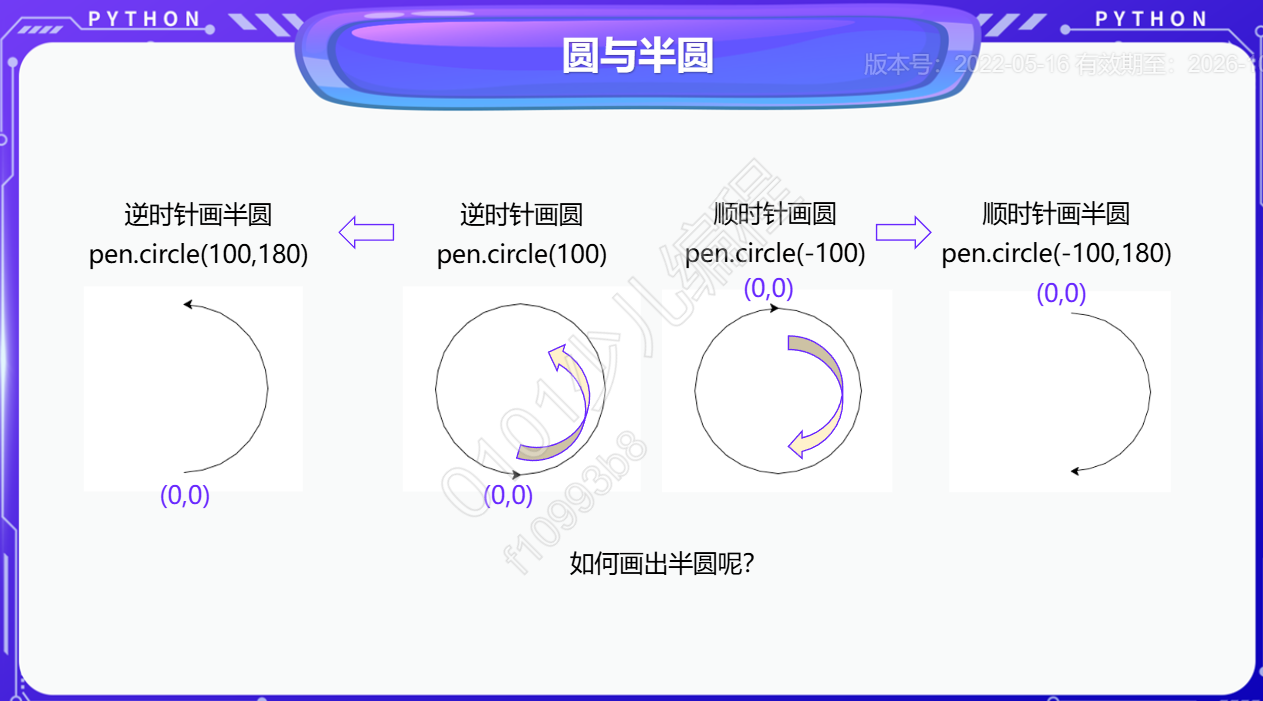 PYTHON
PYTHON
圆与半圆
版本号：2022-05-16 有效期至：2026-10
逆时针画半圆
pen.circle(100,180)
逆时针画圆
pen.circle(100)
顺时针画圆
pen.circle(-100)
顺时针画半圆
pen.circle(-100,180)
(0,0)
(0,0)
(0,0)
(0,0)
0101少儿编程
f10993b8
如何画出半圆呢?